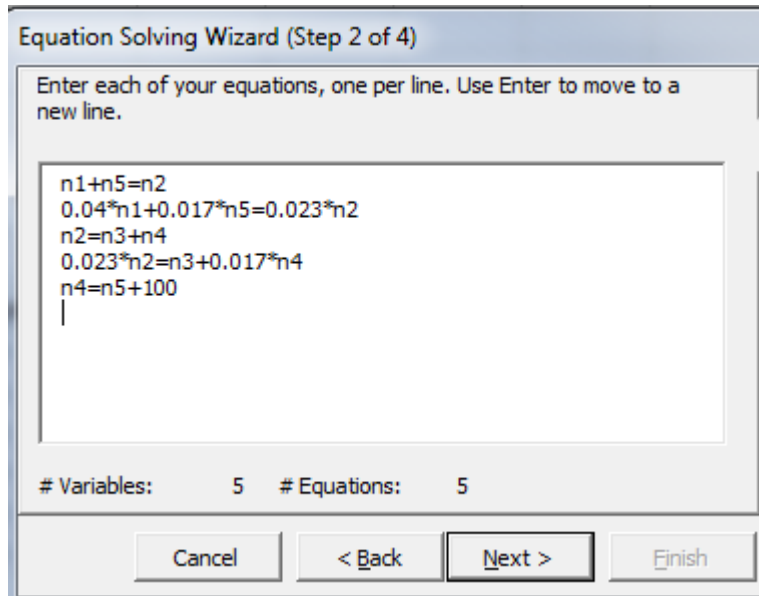 Equation Solving Wizard (Step 2 of 4)
Enter each of your equations, one per line. Use Enter to move to a
new line.
n1+n5=n2
0.04*n1+0.017*n5=0.023*n2
n2=n3+n4
0.023*n2=n3+0.017*n4
n4=n5+100
# Variables: 5 # Equations: 5
Cancel < Back Next > Finish